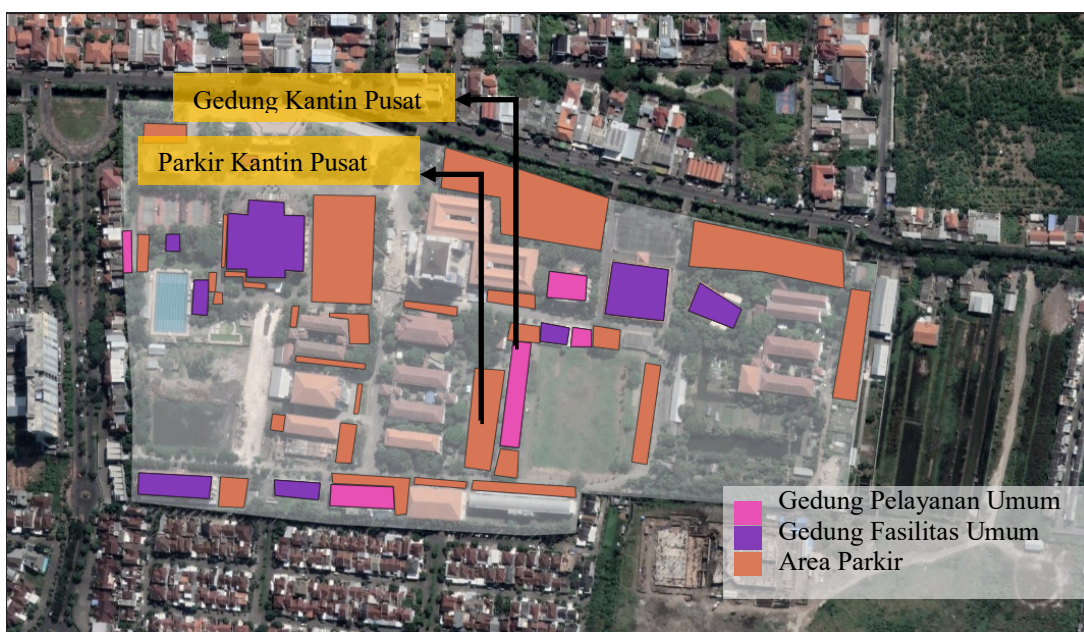 Gedung Kantin Pusat
Parkir Kantin Pusat
Gedung Pelayanan Umum
Gedung Fasilitas Umum
Area Parkir